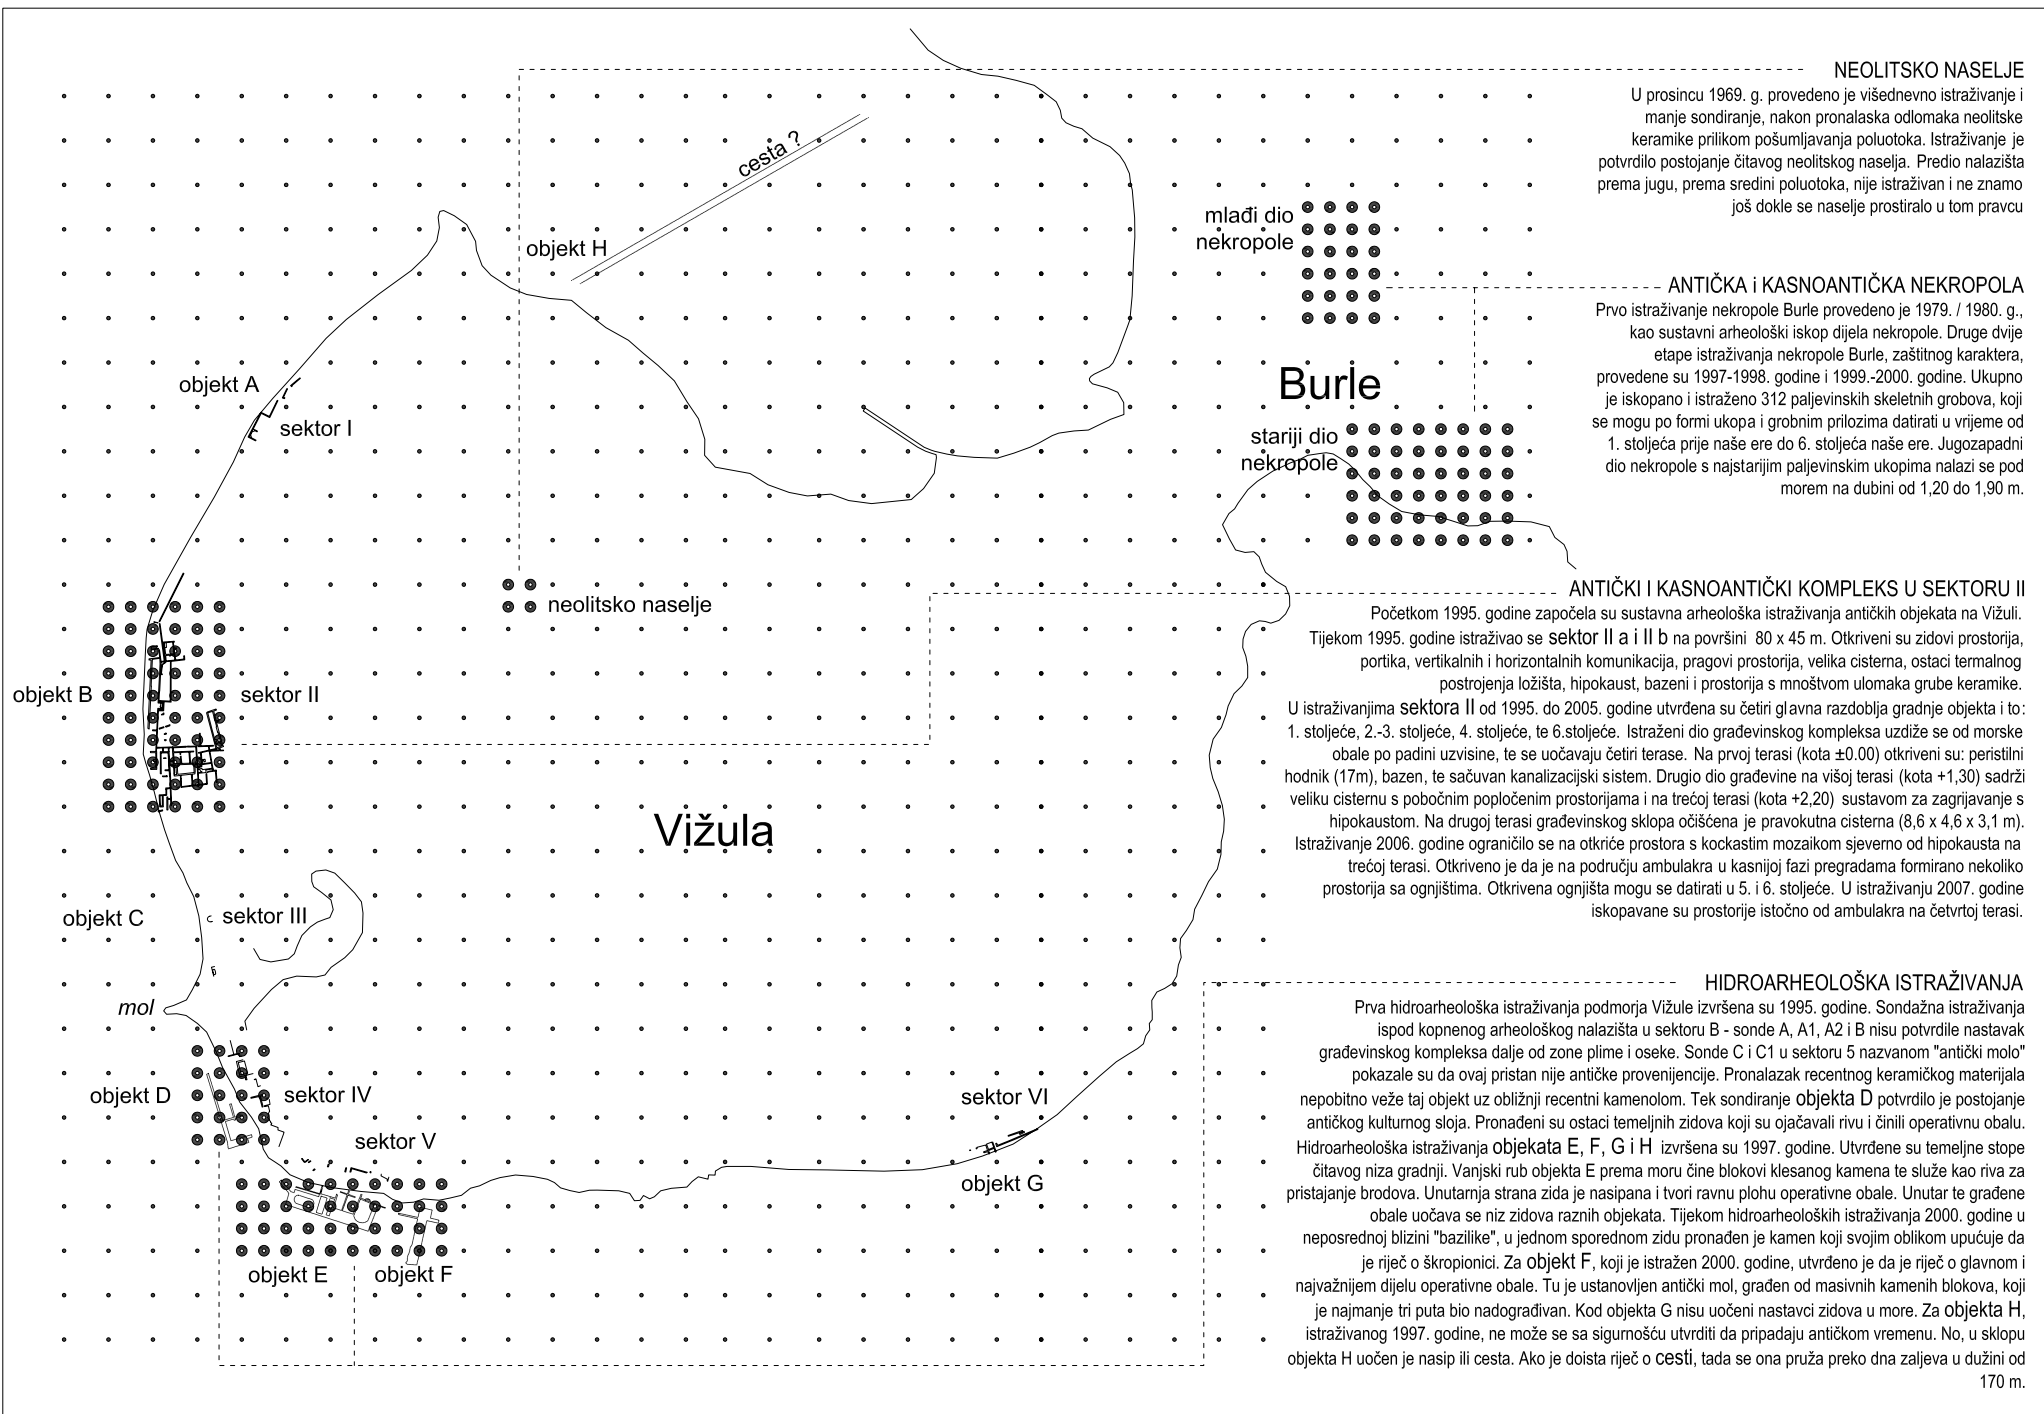 NEOLITSKO NASELJE
U prosincu 1969. g. provedeno je višednevno istraživanje i
manje sondiranje, nakon pronalaska odlomaka neolitske
keramike prilikom pošumljavanja poluotoka. Istraživanje je
potvrdilo postojanje čitavog neolitskog naselja. Predio nalazišta
prema jugu, prema sredini poluotoka, nije istraživan i ne znamo
još dokle se naselje prostiralo u tom pravcu
cesta ?
mlađi dio
nekropole
objekt H
ANTIČKA i KASNOANTIČKA NEKROPOLA
Prvo istraživanje nekropole Burle provedeno je 1979. / 1980. g.,
kao sustavni arheološki iskop dijela nekropole. Druge dvije
etape istraživanja nekropole Burle, zaštitnog karaktera,
provedene su 1997-1998. godine i 1999.-2000. godine. Ukupno
je iskopano i istraženo 312 paljevinskih skeletnih grobova, koji
se mogu po formi ukopa i grobnim prilozima datirati u vrijeme od
1. stoljeća prije naše ere do 6. stoljeća naše ere. Jugozapadni
dio nekropole s najstarijim paljevinskim ukopima nalazi se pod
morem na dubini od 1,20 do 1,90 m.
objekt A
sektor I
Burle
stariji dio
nekropole
neolitsko naselje
ANTIČKI I KASNOANTIČKI KOMPLEKS U SEKTORU II
Početkom 1995. godine započela su sustavna arheološka istraživanja antičkih objekata na Vižuli.
Tijekom 1995. godine istraživao se sektor II a i II b na površini 80 x 45 m. Otkriveni su zidovi prostorija,
portika, vertikalnih i horizontalnih komunikacija, pragovi prostorija, velika cisterna, ostaci termalnog
postrojenja ložišta, hipokaust, bazeni i prostorija s mnoštvom ulomaka grube keramike.
U istraživanjima sektora II od 1995. do 2005. godine utvrđena su četiri glavna razdoblja gradnje objekta i to:
1. stoljeće, 2.-3. stoljeće, 4. stoljeće, te 6.stoljeće. Istraženi dio građevinskog kompleksa uzdiže se od morske
obale po padini uzvisine, te se uočavaju četiri terase. Na prvoj terasi (kota ±0.00) otkriveni su: peristilni
hodnik (17m), bazen, te sačuvan kanalizacijski sistem. Drugio dio građevine na višoj terasi (kota +1,30) sadrži
veliku cisternu s pobočnim popločenim prostorijama i na trećoj terasi (kota +2,20) sustavom za zagrijavanje s
hipokaustom. Na drugoj terasi građevinskog sklopa očišćena je pravokutna cisterna (8,6 x 4,6 x 3,1 m).
Istraživanje 2006. godine ograničilo se na otkriće prostora s kockastim mozaikom sjeverno od hipokausta na
trećoj terasi. Otkriveno je da je na području ambulakra u kasnijoj fazi pregradama formirano nekoliko
prostorija sa ognjištima. Otkrivena ognjišta mogu se datirati u 5. i 6. stoljeće. U istraživanju 2007. godine
iskopavane su prostorije istočno od ambulakra na četvrtoj terasi.
objekt B
sektor II
Vižula
objekt C
sektor III
mol
objekt D
sektor IV
sektor V
sektor VI
objekt G
objekt E
objekt F
HIDROARHEOLOŠKA ISTRAŽIVANJA
Prva hidroarheološka istraživanja podmorja Vižule izvršena su 1995. godine. Sondažna istraživanja
ispod kopnenog arheološkog nalazišta u sektoru B - sonde A, A1, A2 i B nisu potvrdile nastavak
građevinskog kompleksa dalje od zone plime i oseke. Sonde C i C1 u sektoru 5 nazvanom "antički molo"
pokazale su da ovaj pristan nije antičke provenijencije. Pronalazak recentnog keramičkog materijala
nepobitno veže taj objekt uz obližnji recentni kamenolom. Tek sondiranje objekta D potvrdilo je postojanje
antičkog kulturnog sloja. Pronađeni su ostaci temeljnih zidova koji su ojačavali rivu i činili operativnu obalu.
Hidroarheološka istraživanja objekata E, F, G i H izvršena su 1997. godine. Utvrđene su temeljne stope
čitavog niza gradnji. Vanjski rub objekta E prema moru čine blokovi klesanog kamena te služe kao riva za
pristajanje brodova. Unutarnja strana zida je nasipana i tvori ravnu plohu operativne obale. Unutar te građene
obale uočava se niz zidova raznih objekata. Tijekom hidroarheoloških istraživanja 2000. godine u
neposrednoj blizini "bazilike", u jednom sporednom zidu pronađen je kamen koji svojim oblikom upućuje da
je riječ o škropionici. Za objekt F, koji je istražen 2000. godine, utvrđeno je da je riječ o glavnom i
najvažnijem dijelu operativne obale. Tu je ustanovljen antički mol, građen od masivnih kamenih blokova, koji
je najmanje tri puta bio nadograđivan. Kod objekta G nisu uočeni nastavci zidova u more. Za objekta H,
istraživanog 1997. godine, ne može se sa sigurnošću utvrditi da pripadaju antičkom vremenu. No, u sklopu
objekta H uočen je nasip ili cesta. Ako je doista riječ o cesti, tada se ona pruža preko dna zaljeva u dužini od
170 m.